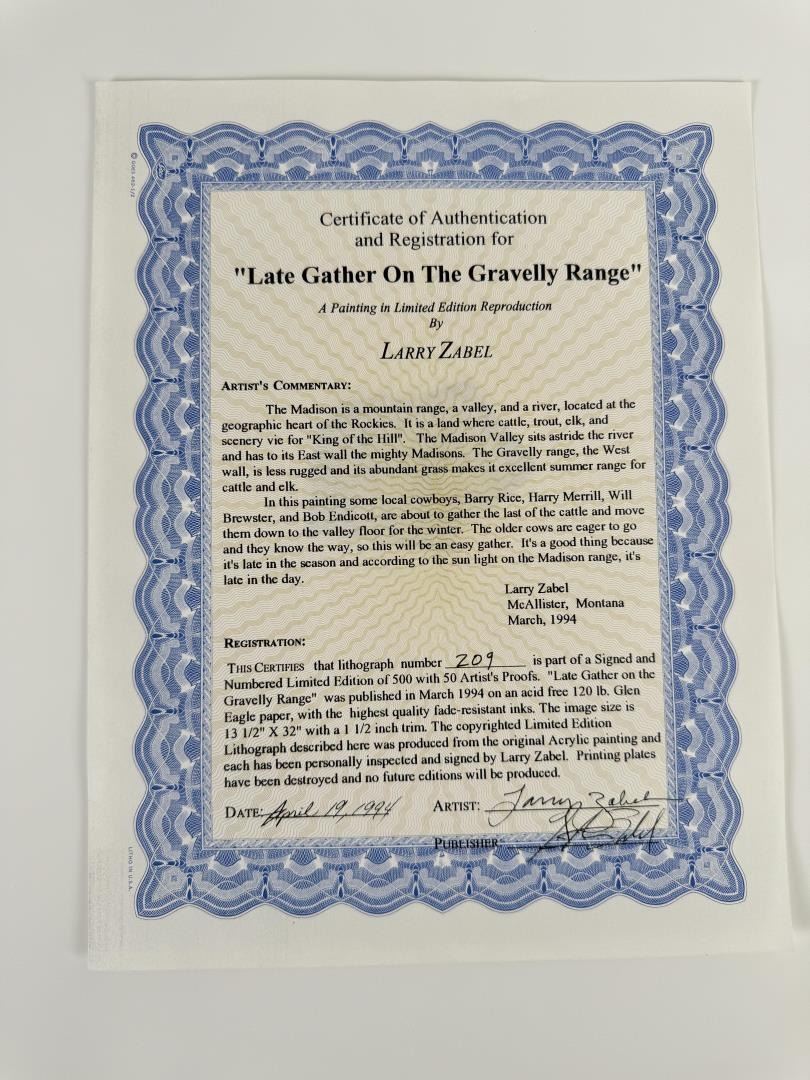 Certificate of Authentication
and Registration for
"Late Gather On The Gravelly Range"
A Painting in Limited Edition Reproduction
By
LARRY ZABEL
ARTIST'S COMMENTARY:
The Madison is a mountain range, a valley, and a river, located at the
geographic heart of the Rockies. It is a land where cattle, trout, elk, and
scenery vie for "King of the Hill". The Madison Valley sits astride the river
and has to its East wall the mighty Madisons. The Gravelly range, the West
wall, is less rugged and its abundant grass makes it excellent summer range for
cattle and elk.
In this painting some local cowboys, Barry Rice, Harry Merrill, Will
Brewster, and Bob Endicott, are about to gather the last of the cattle and move
them down to the valley floor for the winter. The older cows are eager to go
and they know the way, so this will be an easy gather. It's a good thing because
it's late in the season and according to the sun light on the Madison range, it's
late in the day.
Larry Zabel
McAllister, Montana
March, 1994
REGISTRATION:
THIS CERTIFIES that lithograph number 209 is part of a Signed and
Numbered Limited Edition of 500 with 50 Artist's Proofs. "Late Gather on the
Gravelly Range" was published in March 1994 on an acid free 120 lb. Glen
Eagle paper, with the highest quality fade-resistant inks. The image size is
13 1/2" X 32" with a 1 1/2 inch trim. The copyrighted Limited Edition
Lithograph described here was produced from the original Acrylic painting and
each has been personally inspected and signed by Larry Zabel. Printing plates
have been destroyed and no future editions will be produced.
DATE: April 19, 1994 ARTIST: Larry Zabel
PUBLISHER:
LITHO IN U.S.A.